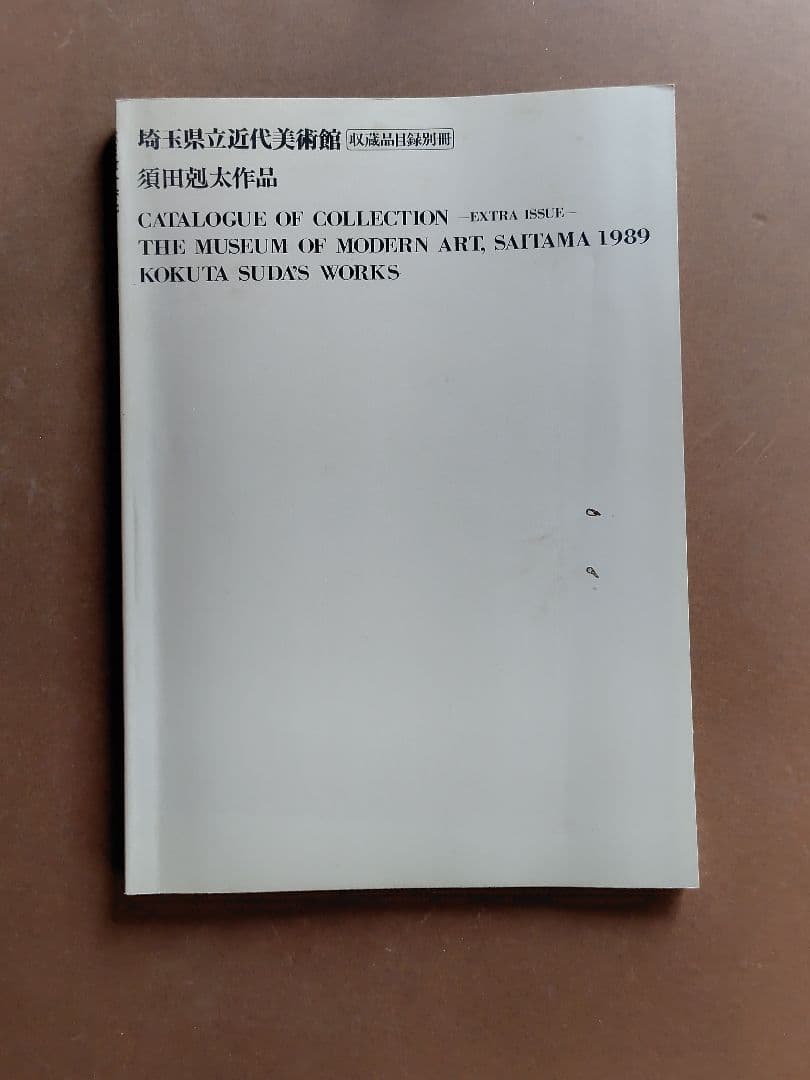 埼玉県立近代美術館 収蔵品目録別冊
須田剋太作品
CATALOGUE OF COLLECTION —EXTRA ISSUE—
THE MUSEUM OF MODERN ART, SAITAMA 1989
KOKUTA SUDA'S WORKS